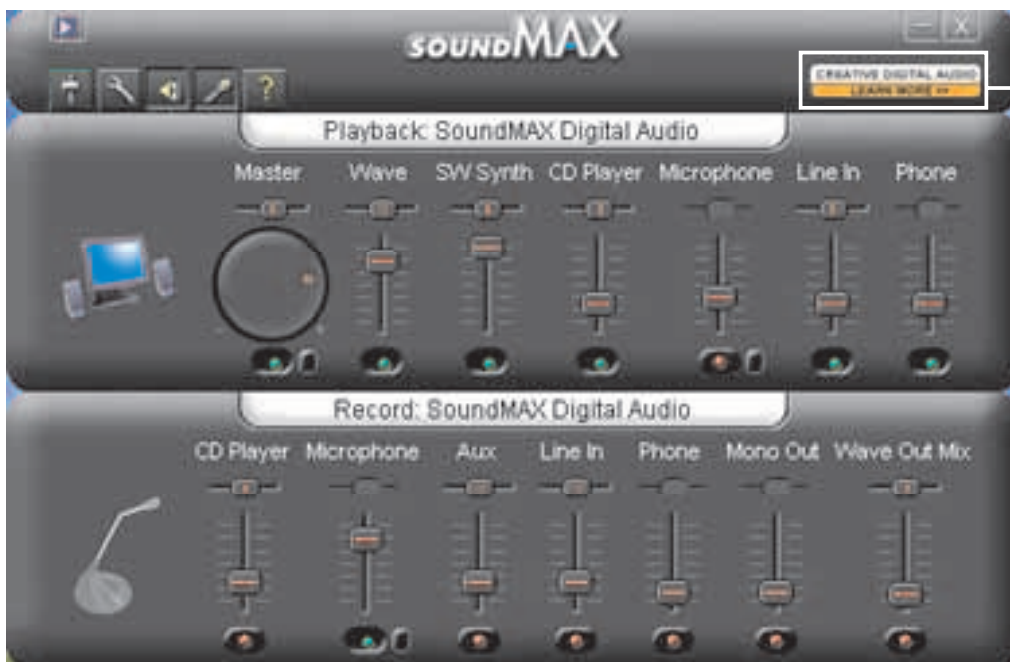 SOUNDMAX
X
CREATIVE DIGITAL AUDIO
LEARN MORE >>
?
Playback: SoundMAX Digital Audio
Master Wave SW Synth CD Player Microphone Line In Phone
Record: SoundMAX Digital Audio
CD Player Microphone Aux Line In Phone Mono Out Wave Out Mix